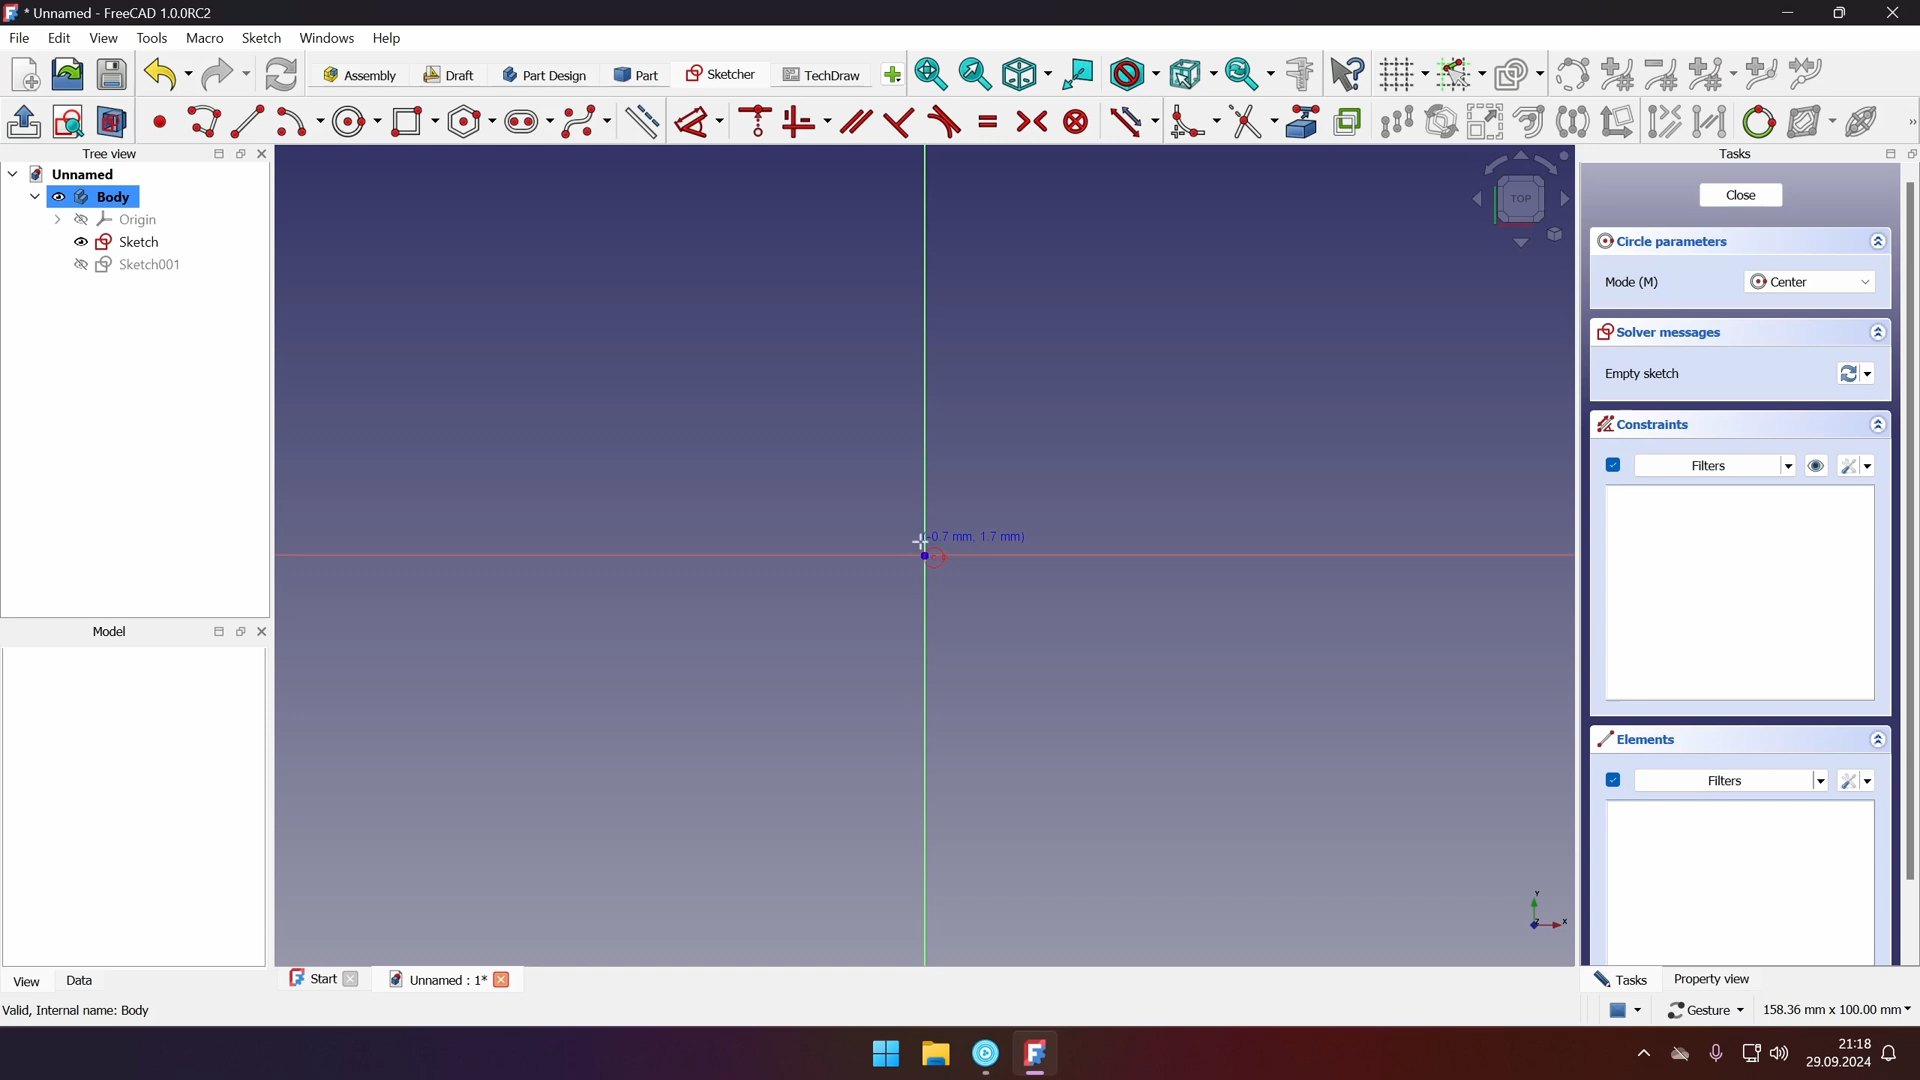 * Unnamed - FreeCAD 1.0.0RC2
File Edit View Tools Macro Sketch Windows Help
Assembly Draft Part Design Part Sketcher TechDraw
Tree view
Unnamed
Body
Origin
Sketch
Sketch001
Model
View Data
TOP
(-0.7 mm, 1.7 mm)
Y
Z X
Start Unnamed : 1*
Tasks
Close
Circle parameters
Mode (M) Center
Solver messages
Empty sketch
Constraints
Filters
Elements
Filters
Tasks Property view
Valid, Internal name: Body
Gesture 158.36 mm x 100.00 mm
21:18
29.09.2024